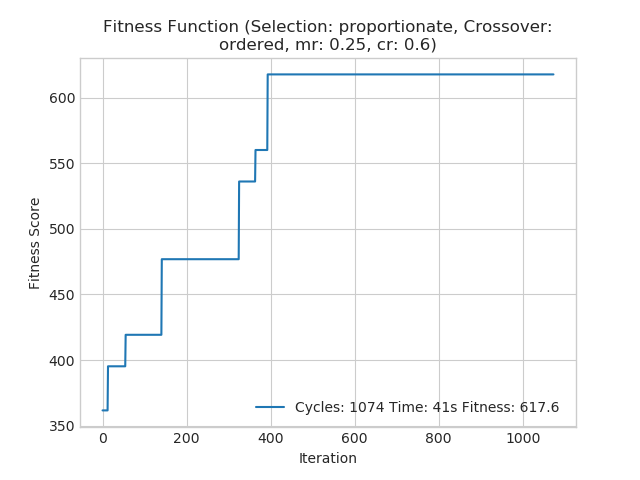 Fitness Function (Selection: proportionate, Crossover:
ordered, mr: 0.25, cr: 0.6)
Fitness Score
600
550
500
450
400
350
Cycles: 1074 Time: 41s Fitness: 617.6
0 200 400 600 800 1000
Iteration